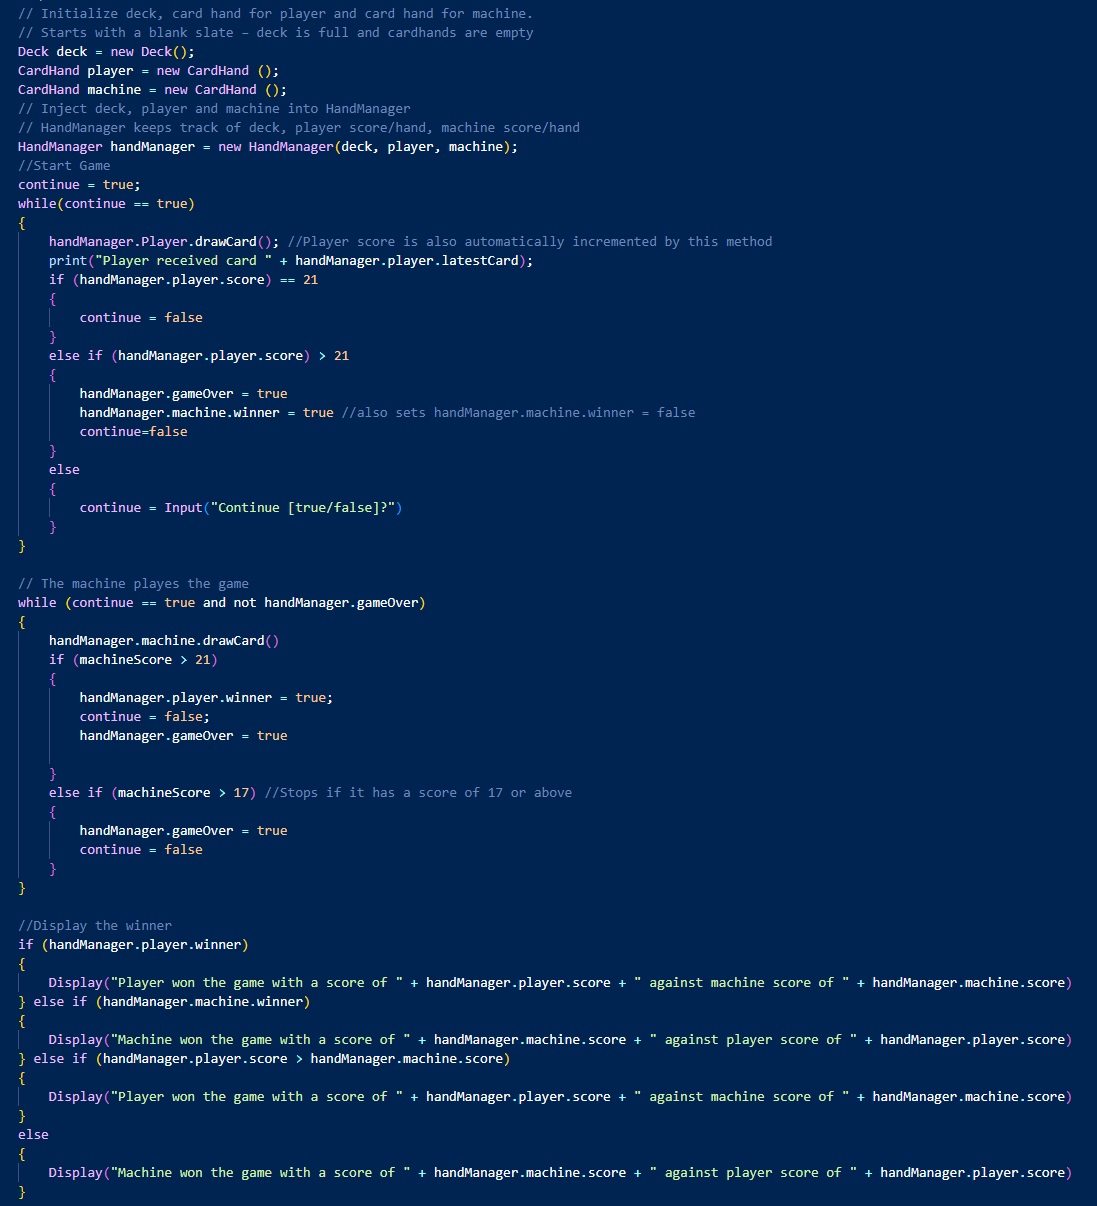 // Initialize deck, card hand for player and card hand for machine.
// Starts with a blank slate – deck is full and cardhands are empty
Deck deck = new Deck();
CardHand player = new CardHand ();
CardHand machine = new CardHand ();
// Inject deck, player and machine into HandManager
// HandManager keeps track of deck, player score/hand, machine score/hand
HandManager handManager = new HandManager(deck, player, machine);
//Start Game
continue = true;
while(continue == true)
{
    handManager.Player.drawCard(); //Player score is also automatically incremented by this method
    print("Player received card " + handManager.player.latestCard);
    if (handManager.player.score) == 21
    {
        continue = false
    }
    else if (handManager.player.score) > 21
    {
        handManager.gameOver = true
        handManager.machine.winner = true //also sets handManager.machine.winner = false
        continue=false
    }
    else
    {
        continue = Input("Continue [true/false]?")
    }
}

// The machine playes the game
while (continue == true and not handManager.gameOver)
{
    handManager.machine.drawCard()
    if (machineScore > 21)
    {
        handManager.player.winner = true;
        continue = false;
        handManager.gameOver = true

    }
    else if (machineScore > 17) //Stops if it has a score of 17 or above
    {
        handManager.gameOver = true
        continue = false
    }
}

//Display the winner
if (handManager.player.winner)
{
    Display("Player won the game with a score of " + handManager.player.score + " against machine score of " + handManager.machine.score)
} else if (handManager.machine.winner)
{
    Display("Machine won the game with a score of " + handManager.machine.score + " against player score of " + handManager.player.score)
} else if (handManager.player.score > handManager.machine.score)
{
    Display("Player won the game with a score of " + handManager.player.score + " against machine score of " + handManager.machine.score)
}
else
{
    Display("Machine won the game with a score of " + handManager.machine.score + " against player score of " + handManager.player.score)
}